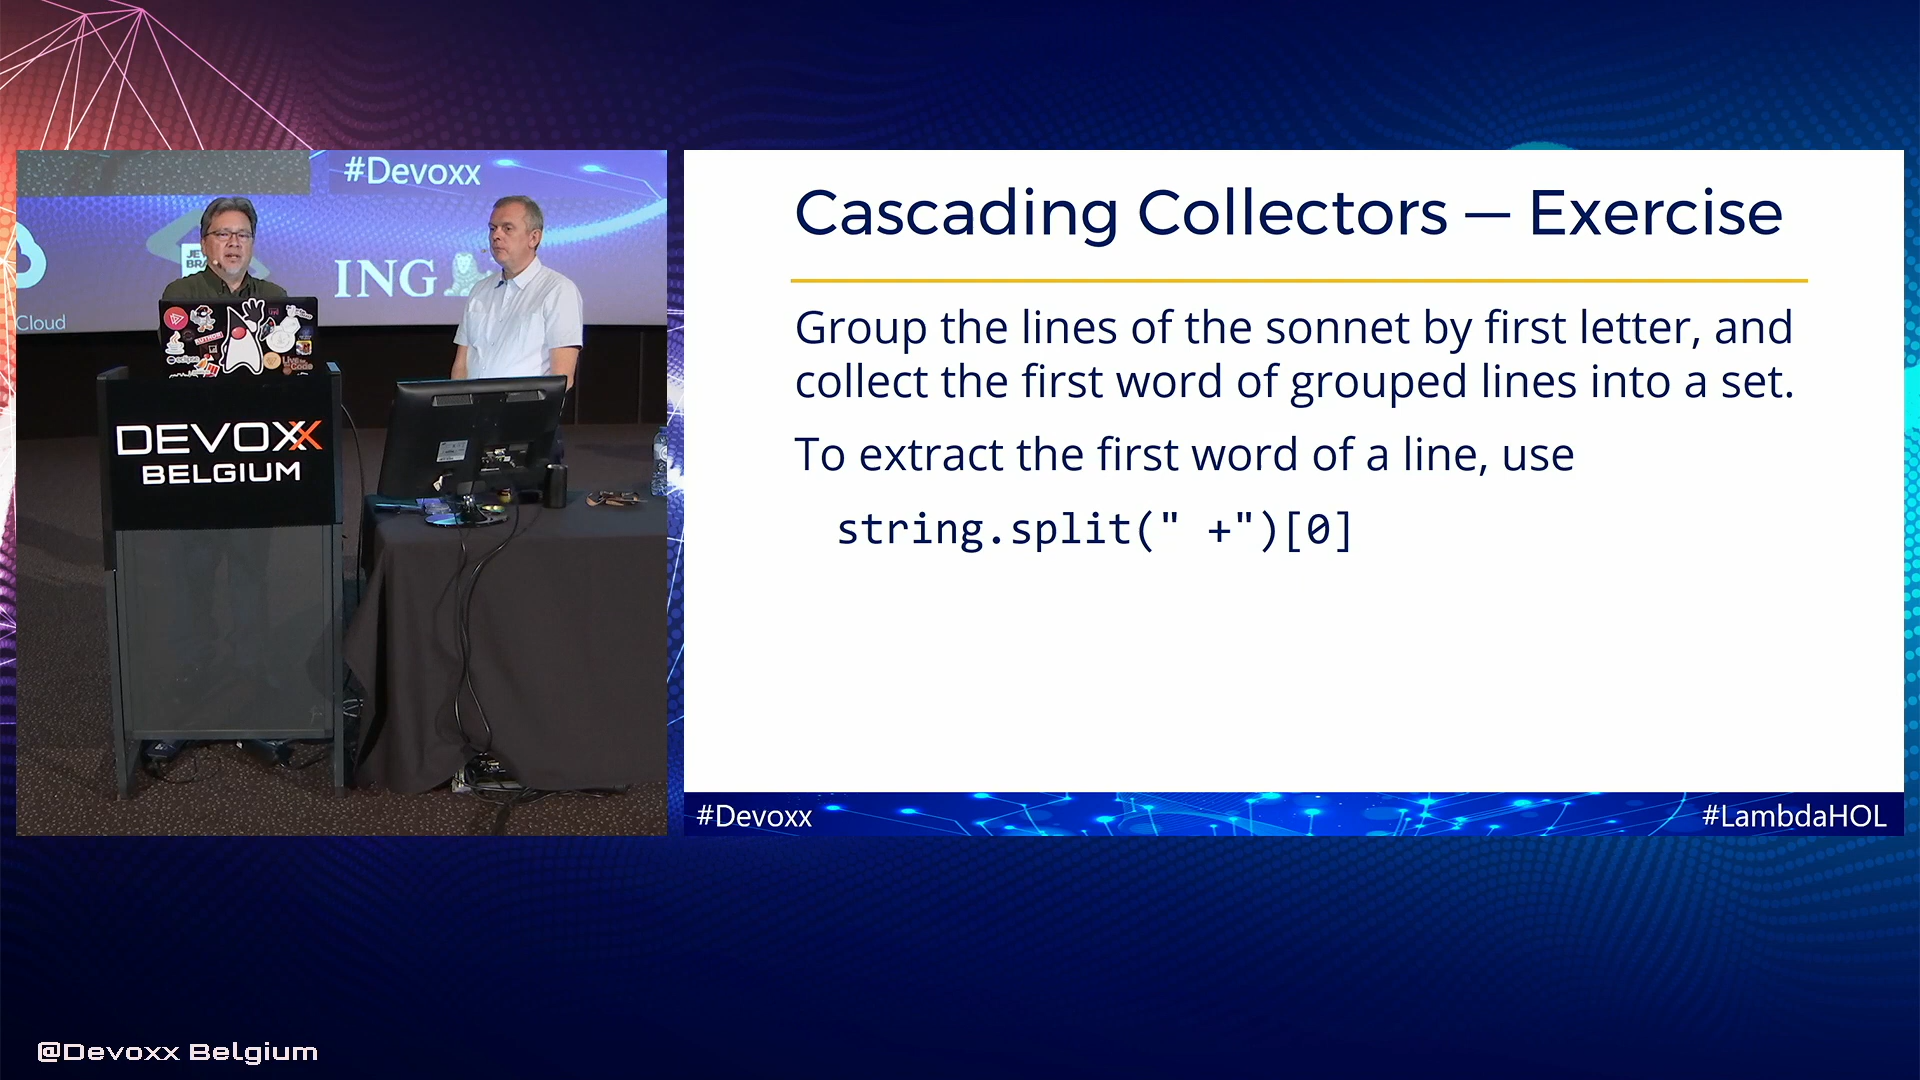 #Devoxx
ING
Cloud
DEVOXX
BELGIUM
Cascading Collectors — Exercise
Group the lines of the sonnet by first letter, and
collect the first word of grouped lines into a set.
To extract the first word of a line, use
string.split(" +")[0]
#Devoxx
#LambdaHOL
@Devoxx Belgium